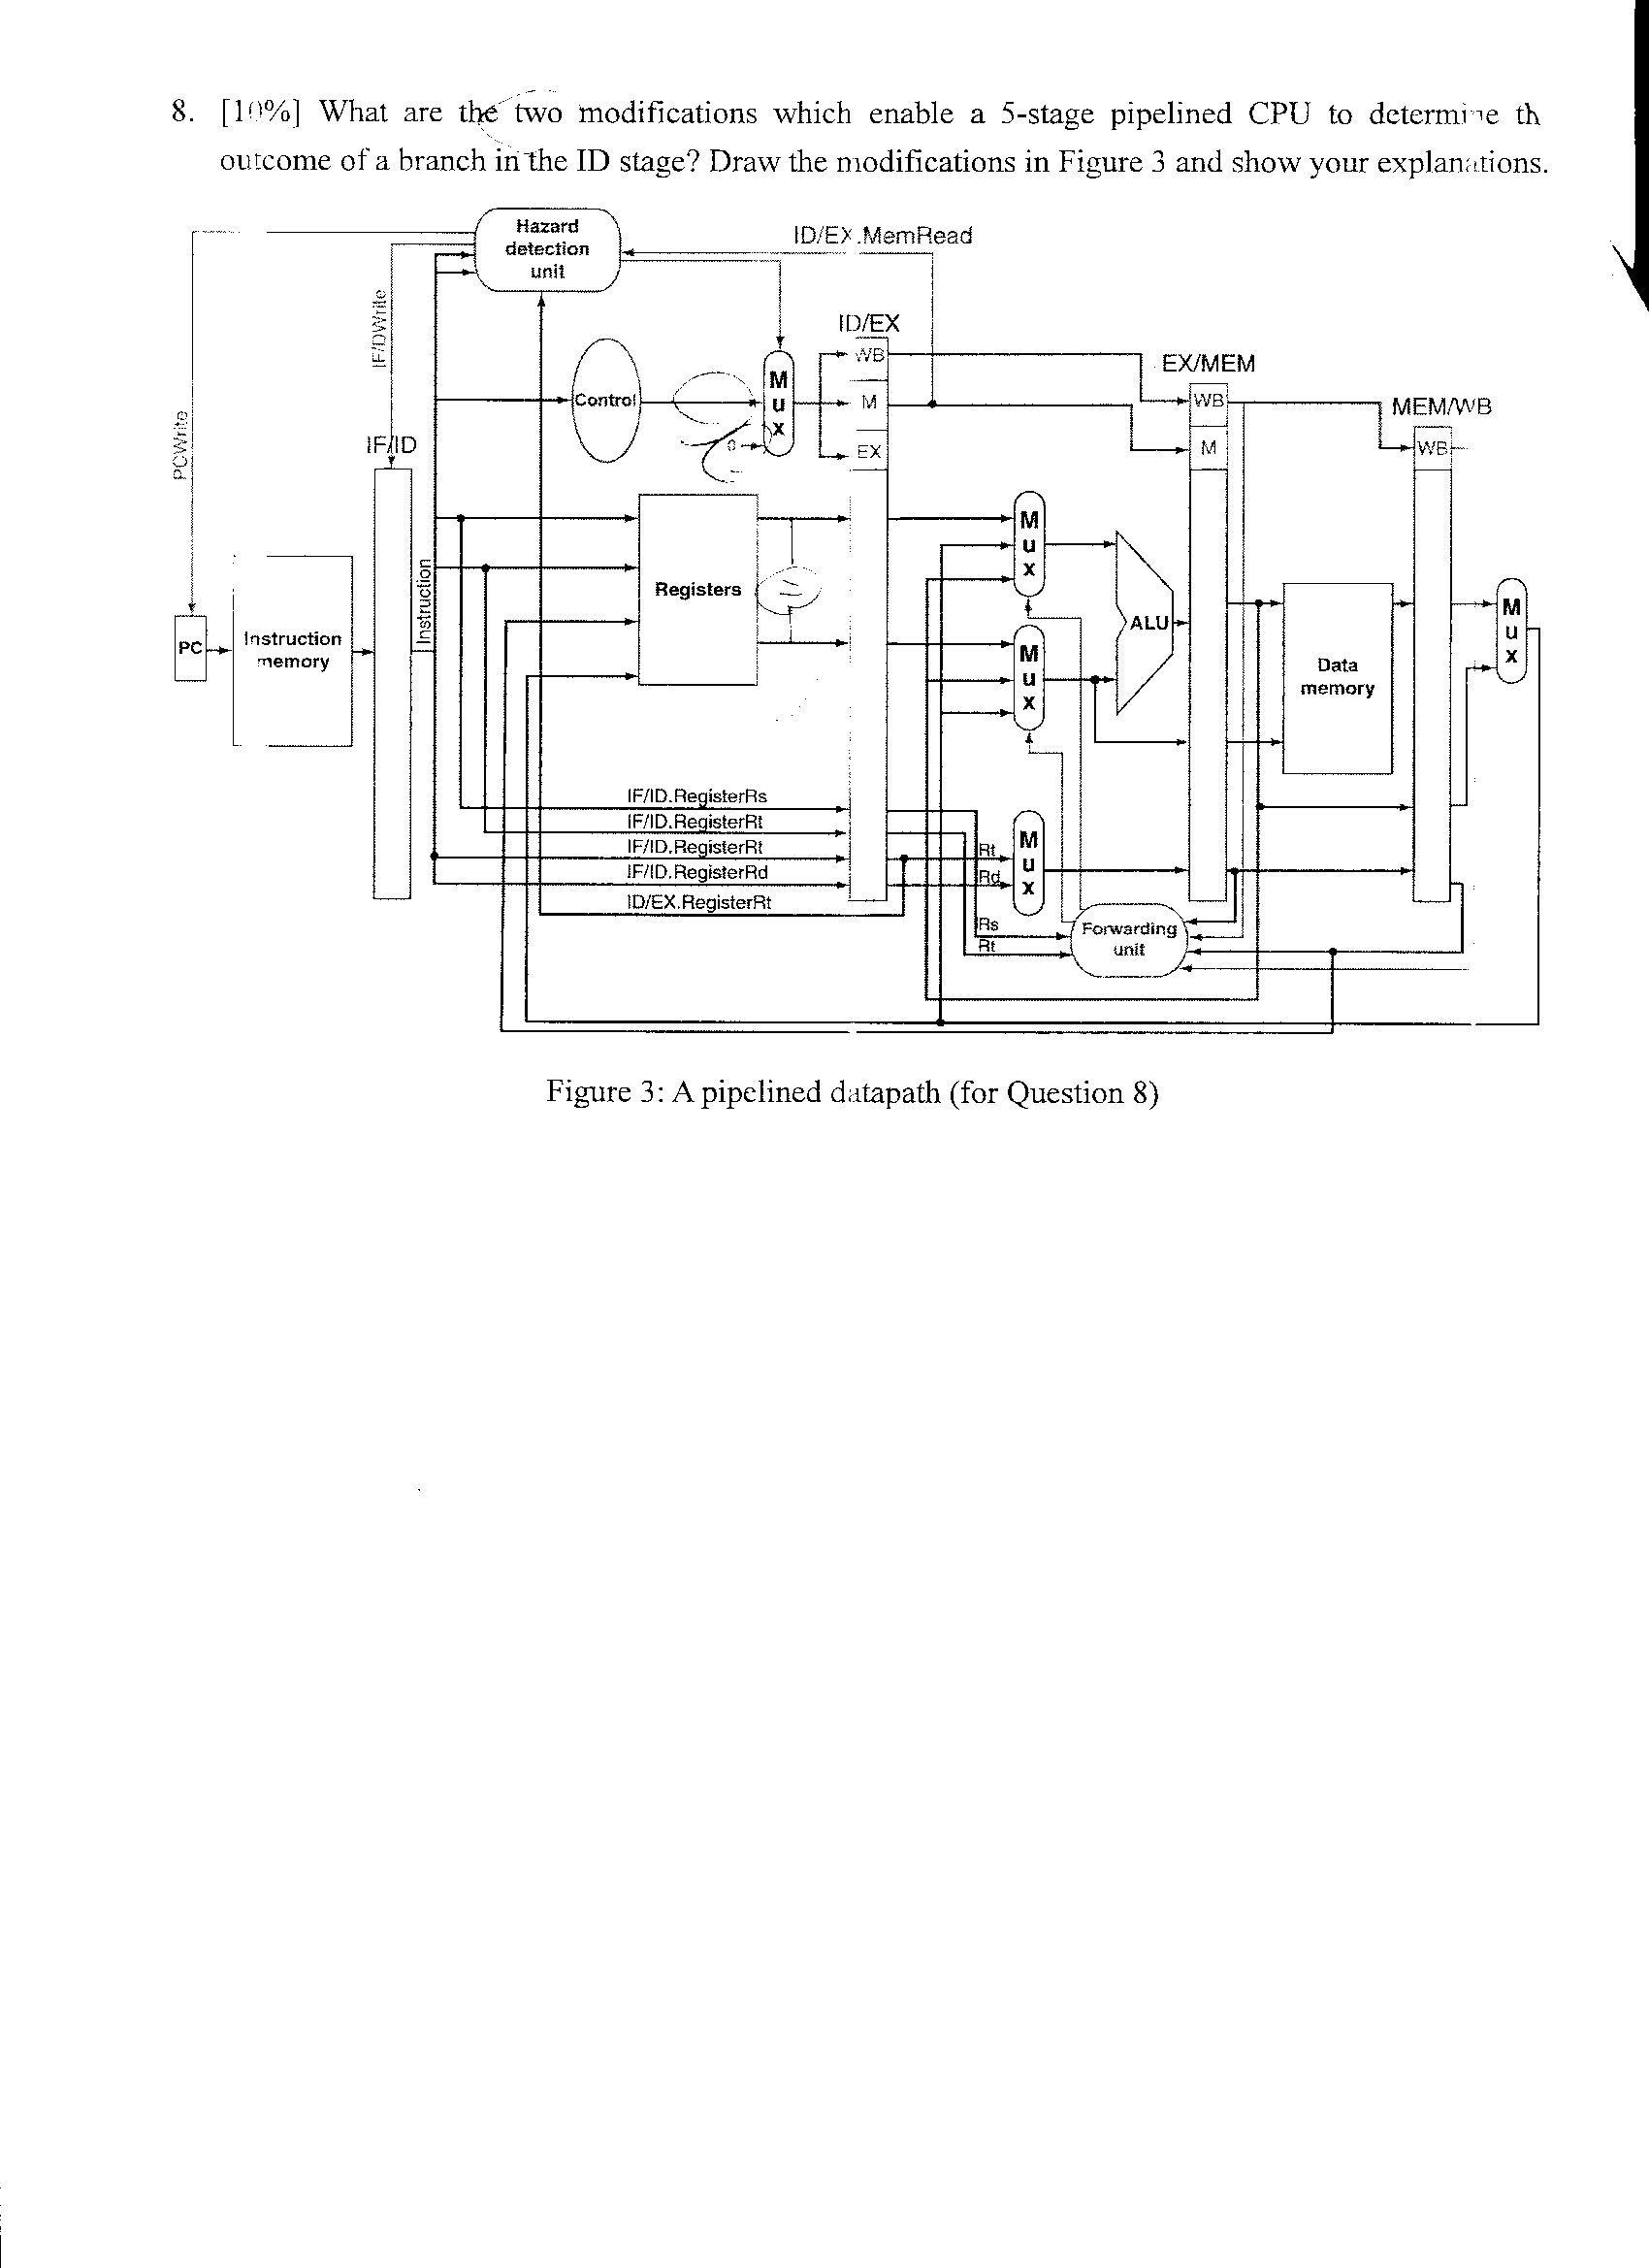 8. [10%] What are the two modifications which enable a 5-stage pipelined CPU to determine th
outcome of a branch in the ID stage? Draw the modifications in Figure 3 and show your explanations.
Hazard
detection
unit
ID/EX.MemRead
IF/DWrite
PCWrite
ID/EX
WB
M
EX
EX/MEM
WB
M
MEM/WB
WB
Control
M
u
x
0
IF/ID
PC
Instruction
memory
Instruction
Registers
=
M
u
x
M
u
x
ALU
Data
memory
M
u
x
IF/ID.RegisterRs
IF/ID.RegisterRt
IF/ID.RegisterRt
IF/ID.RegisterRd
ID/EX.RegisterRt
Rt
Rd
M
u
x
Rs
Rt
Forwarding
unit
Figure 3: A pipelined datapath (for Question 8)